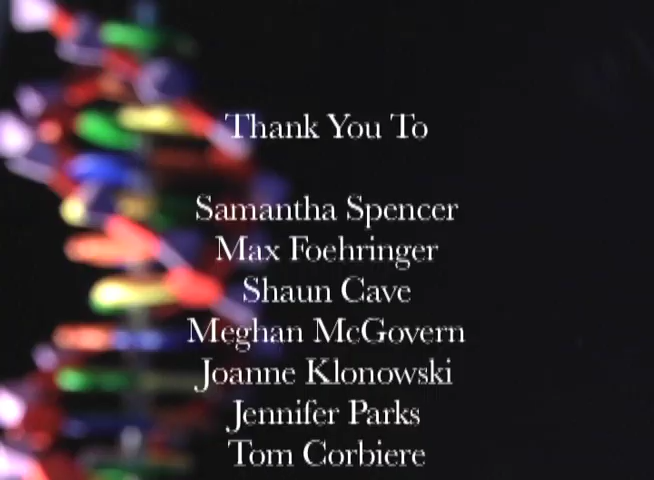 Thank You To
Samantha Spencer
Max Foehringer
Shaun Cave
Meghan McGovern
Joanne Klonowski
Jennifer Parks
Tom Corbiere